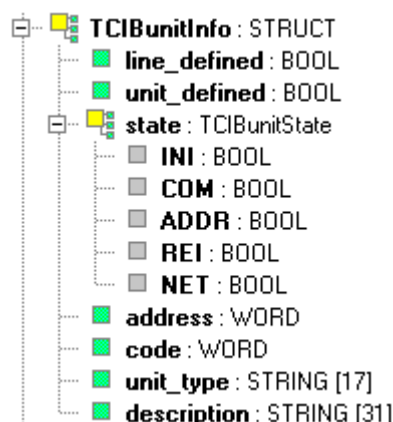 TCIBunitInfo : STRUCT
line_defined : BOOL
unit_defined : BOOL
state : TCIBunitState
INI : BOOL
COM : BOOL
ADDR : BOOL
REI : BOOL
NET : BOOL
address : WORD
code : WORD
unit_type : STRING [17]
description : STRING [31]